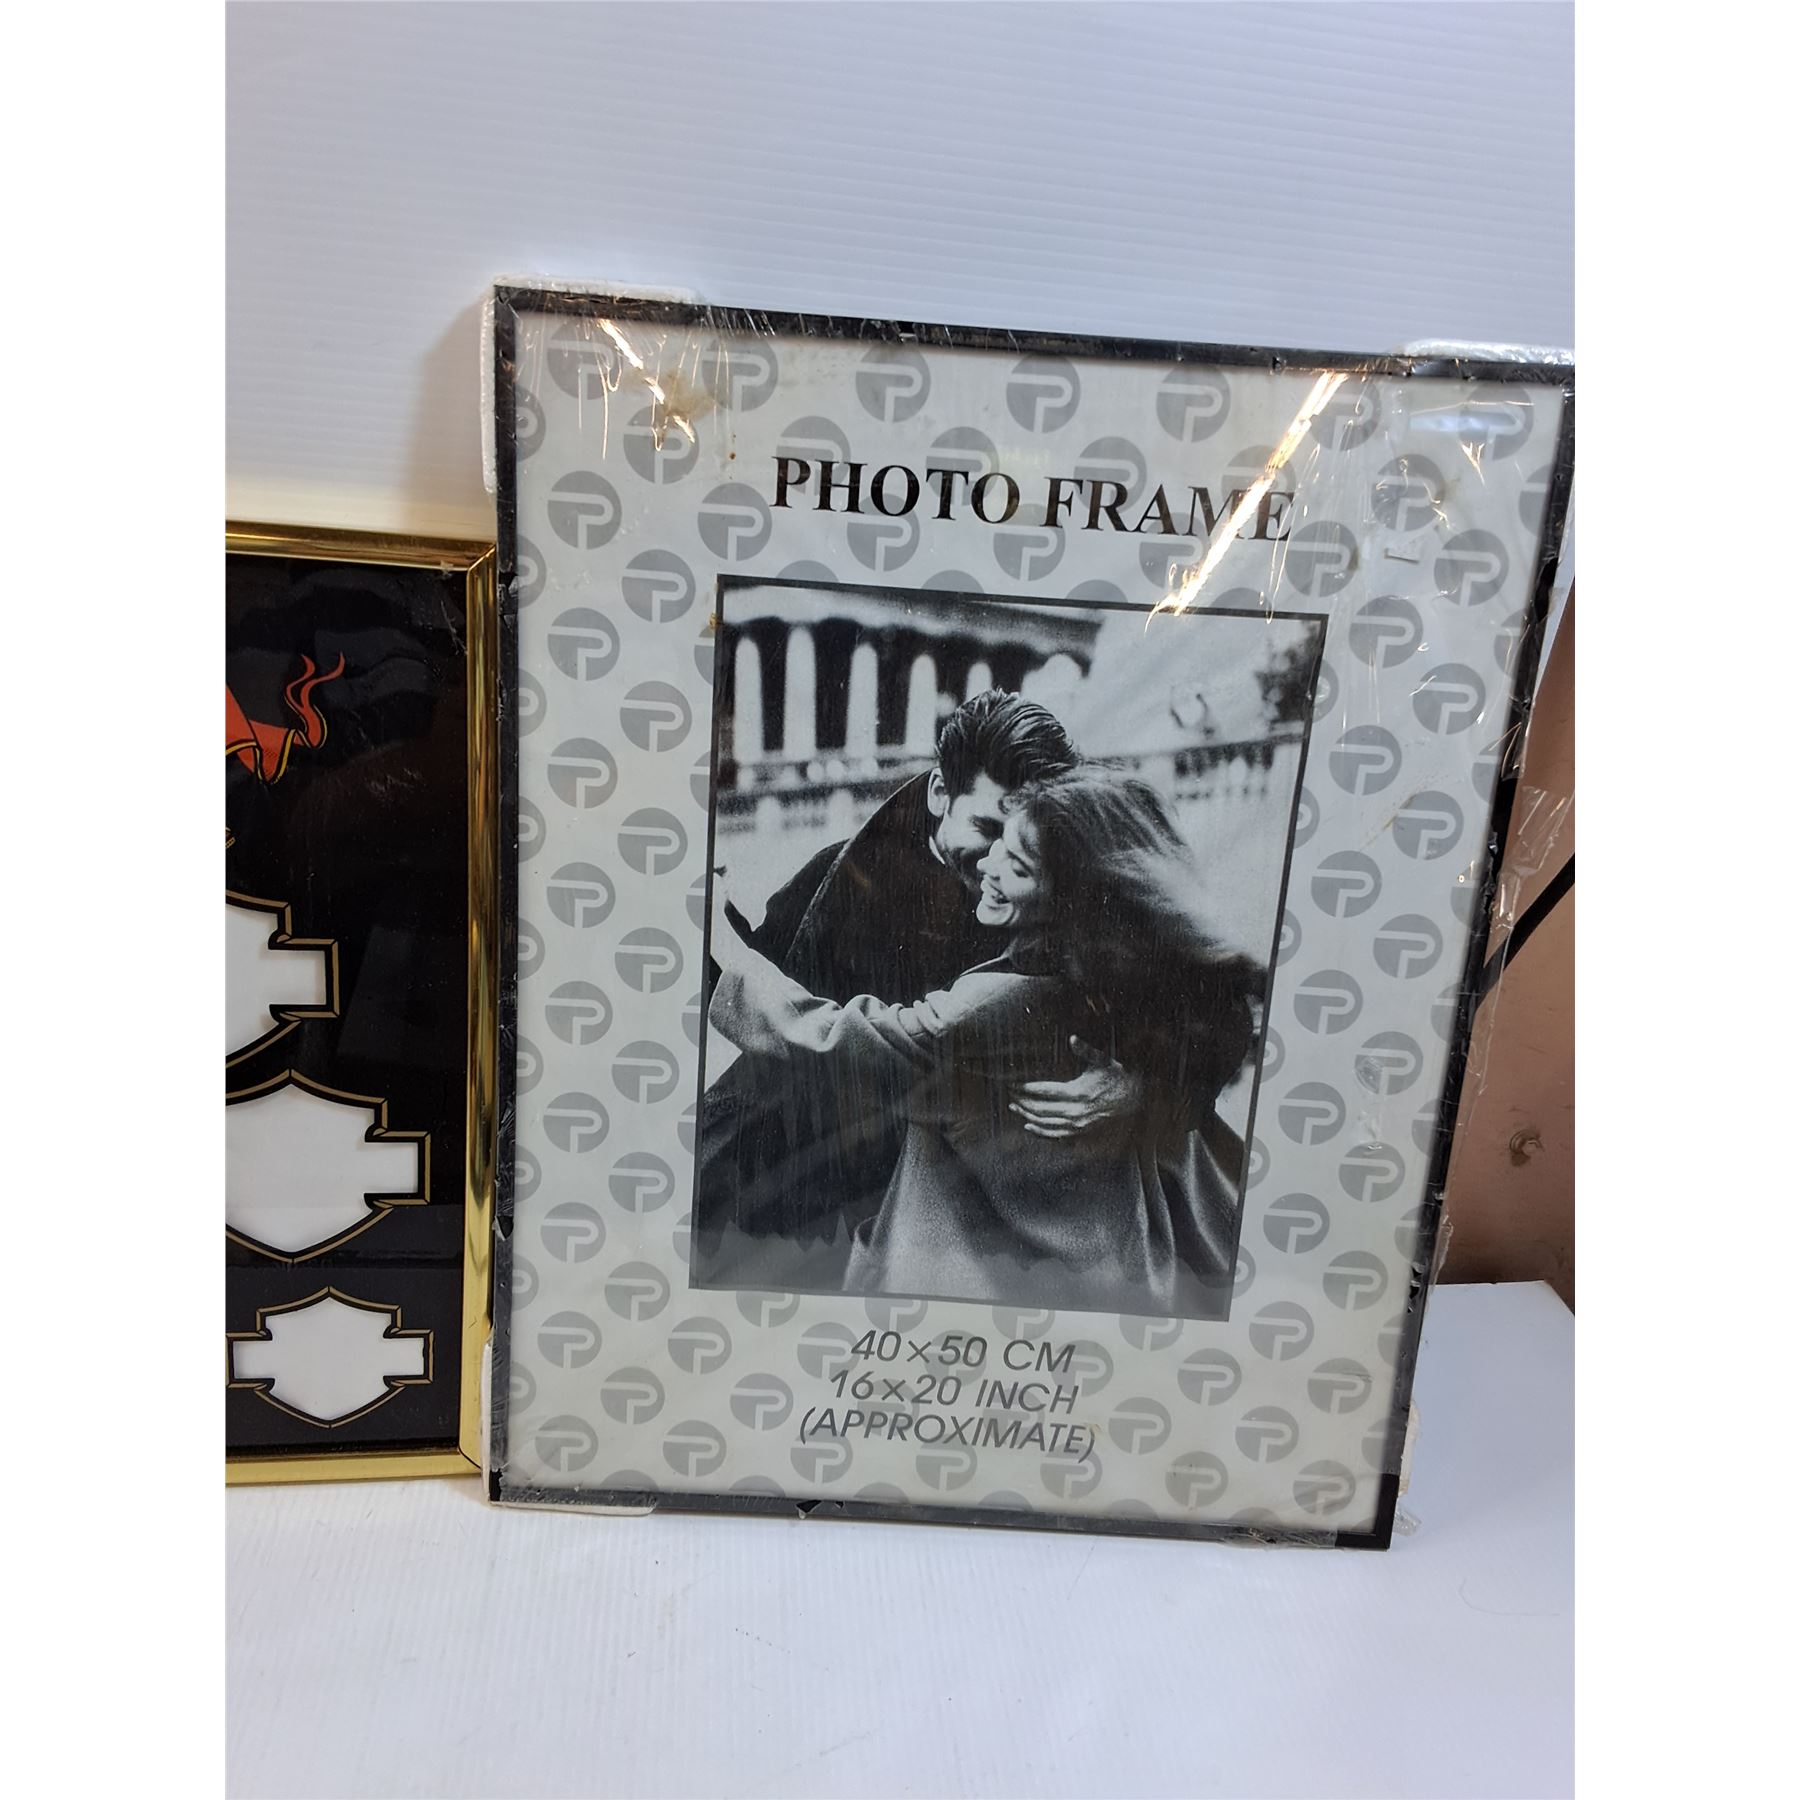 PHOTO FRAME
40×50 CM
16×20 INCH
(APPROXIMATE)